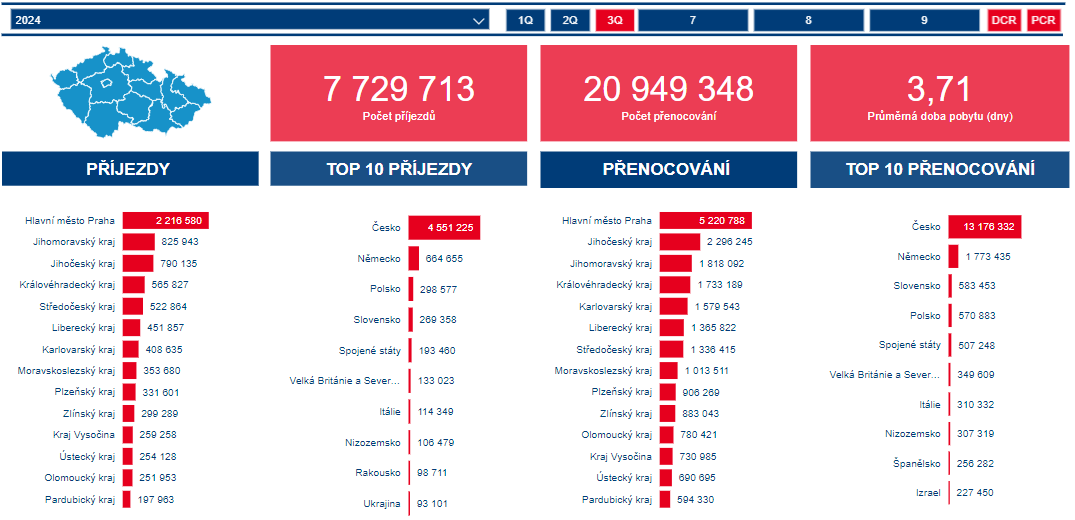 2024 1Q 2Q 3Q 7 8 9 DCR PCR
7 729 713
Počet příjezdů
20 949 348
Počet přenocování
3,71
Průměrná doba pobytu (dny)
PŘÍJEZDY
Hlavní město Praha 2 216 580
Jihomoravský kraj 825 943
Jihočeský kraj 790 135
Královéhradecký kraj 565 827
Středočeský kraj 522 864
Liberecký kraj 451 857
Karlovarský kraj 408 635
Moravskoslezský kraj 353 680
Plzeňský kraj 331 601
Zlínský kraj 299 289
Kraj Vysočina 259 258
Ústecký kraj 254 128
Olomoucký kraj 251 953
Pardubický kraj 197 963
TOP 10 PŘÍJEZDY
Česko 4 551 225
Německo 664 655
Polsko 298 577
Slovensko 269 358
Spojené státy 193 460
Velká Británie a Sever... 133 023
Itálie 114 349
Nizozemsko 106 479
Rakousko 98 711
Ukrajina 93 101
PŘENOCOVÁNÍ
Hlavní město Praha 5 220 788
Jihočeský kraj 2 296 245
Jihomoravský kraj 1 818 092
Královéhradecký kraj 1 733 189
Karlovarský kraj 1 579 543
Liberecký kraj 1 365 822
Středočeský kraj 1 336 415
Moravskoslezský kraj 1 013 511
Plzeňský kraj 906 269
Zlínský kraj 883 043
Olomoucký kraj 780 421
Kraj Vysočina 730 985
Ústecký kraj 690 695
Pardubický kraj 594 330
TOP 10 PŘENOCOVÁNÍ
Česko 13 176 332
Německo 1 773 435
Slovensko 583 453
Polsko 570 883
Spojené státy 507 248
Velká Británie a Sever... 349 609
Itálie 310 332
Nizozemsko 307 319
Španělsko 256 282
Izrael 227 450